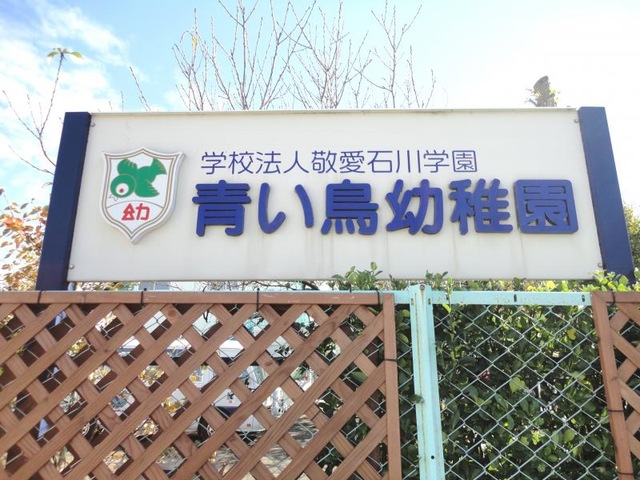 学校法人敬愛石川学園
青い鳥幼稚園
幼